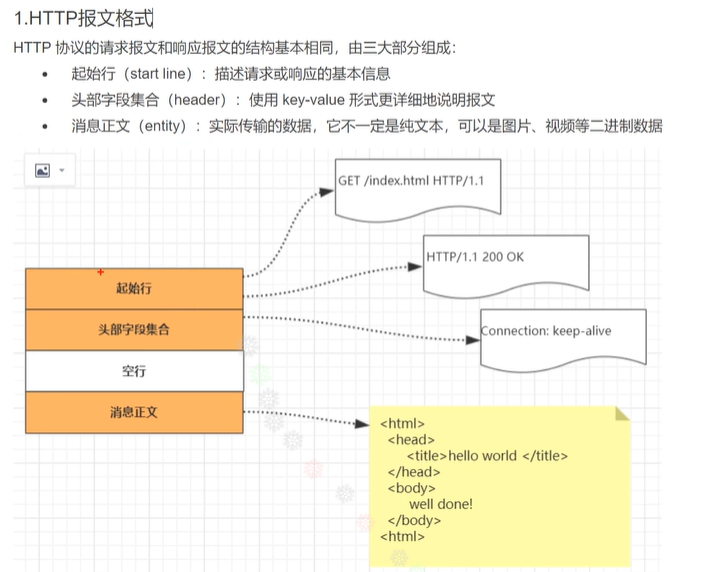 1.HTTP报文格式
HTTP 协议的请求报文和响应报文的结构基本相同，由三大部分组成：
• 起始行（start line）：描述请求或响应的基本信息
• 头部字段集合（header）：使用 key-value 形式更详细地说明报文
• 消息正文（entity）：实际传输的数据，它不一定是纯文本，可以是图片、视频等二进制数据
GET /index.html HTTP/1.1
HTTP/1.1 200 OK
起始行
Connection: keep-alive
头部字段集合
空行
消息正文
<html>
<head>
<title>hello world </title>
</head>
<body>
well done!
</body>
<html>